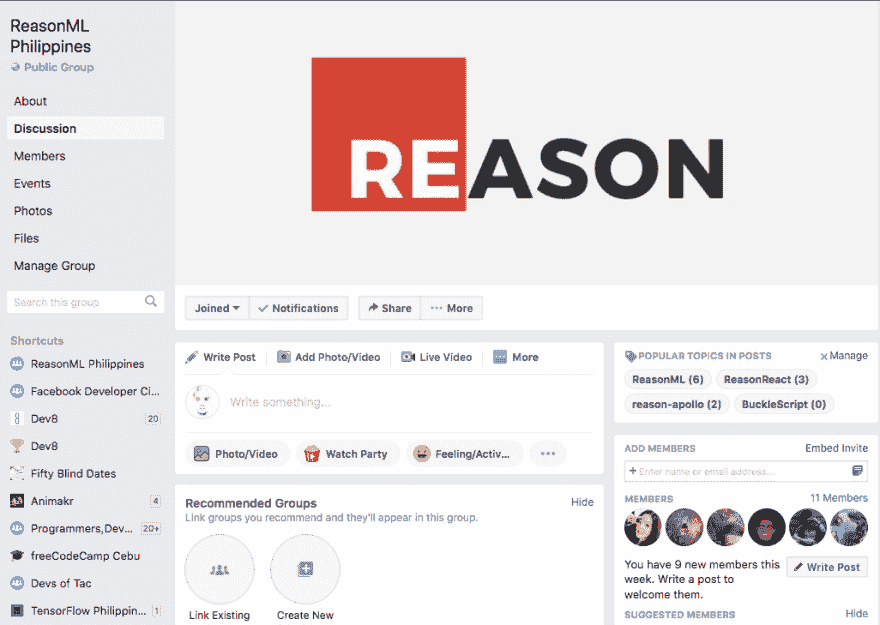 ReasonML
Philippines
Public Group
About
Discussion
Members
Events
Photos
Files
Manage Group
Search this group
Shortcuts
ReasonML Philippines
Facebook Developer Ci...
Dev8 20
Dev8
Fifty Blind Dates
Animakr 4
Programmers,Dev... 20+
freeCodeCamp Cebu
Devs of Tac
TensorFlow Philippin... 1
REASON
Joined Notifications Share ... More
Write Post Add Photo/Video Live Video More
Write something...
Photo/Video Watch Party Feeling/Activ... ...
Recommended Groups Hide
Link groups you recommend and they'll appear in this group.
Link Existing Create New
POPULAR TOPICS IN POSTS Manage
ReasonML (6) ReasonReact (3)
reason-apollo (2) BuckleScript (0)
ADD MEMBERS Embed Invite
+ Enter name or email address...
MEMBERS 11 Members
You have 9 new members this
week. Write a post to
welcome them.
Write Post
SUGGESTED MEMBERS Hide